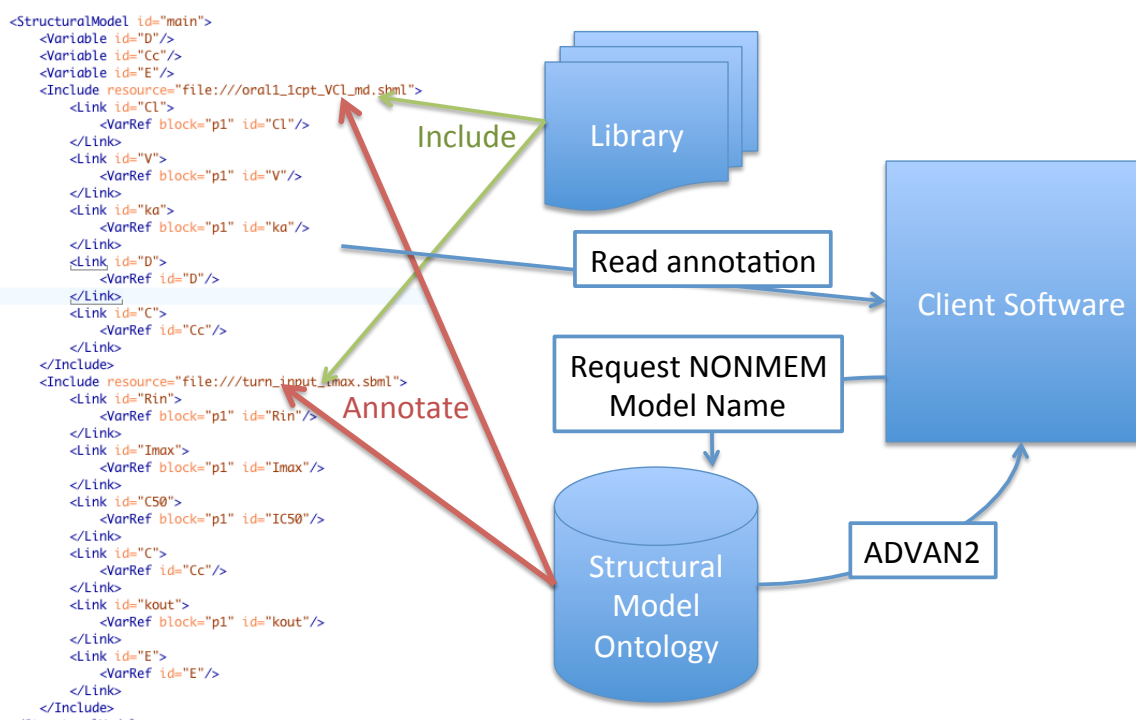 <StructuralModel id="main">
<Variable id="D"/>
<Variable id="Cc"/>
<Variable id="E"/>
<Include resource="file:///oral1_1cpt_VCl_md.sbml">
<Link id="Cl">
<VarRef block="p1" id="Cl"/>
</Link>
<Link id="V">
<VarRef block="p1" id="V"/>
</Link>
<Link id="ka">
<VarRef block="p1" id="ka"/>
</Link>
<Link id="D">
<VarRef id="D"/>
</Link>
<Link id="C">
<VarRef id="Cc"/>
</Link>
</Include>
<Include resource="file:///turn_input_Imax.sbml">
<Link id="Rin">
<VarRef block="p1" id="Rin"/>
</Link>
<Link id="Imax">
<VarRef block="p1" id="Imax"/>
</Link>
<Link id="C50">
<VarRef block="p1" id="IC50"/>
</Link>
<Link id="C">
<VarRef id="Cc"/>
</Link>
<Link id="kout">
<VarRef block="p1" id="kout"/>
</Link>
<Link id="E">
<VarRef id="E"/>
</Link>
</Include>
Include
Library
Read annotation
Client Software
Request NONMEM
Model Name
Annotate
ADVAN2
Structural
Model
Ontology